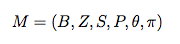 M = (B, Z, S, P, θ, π)